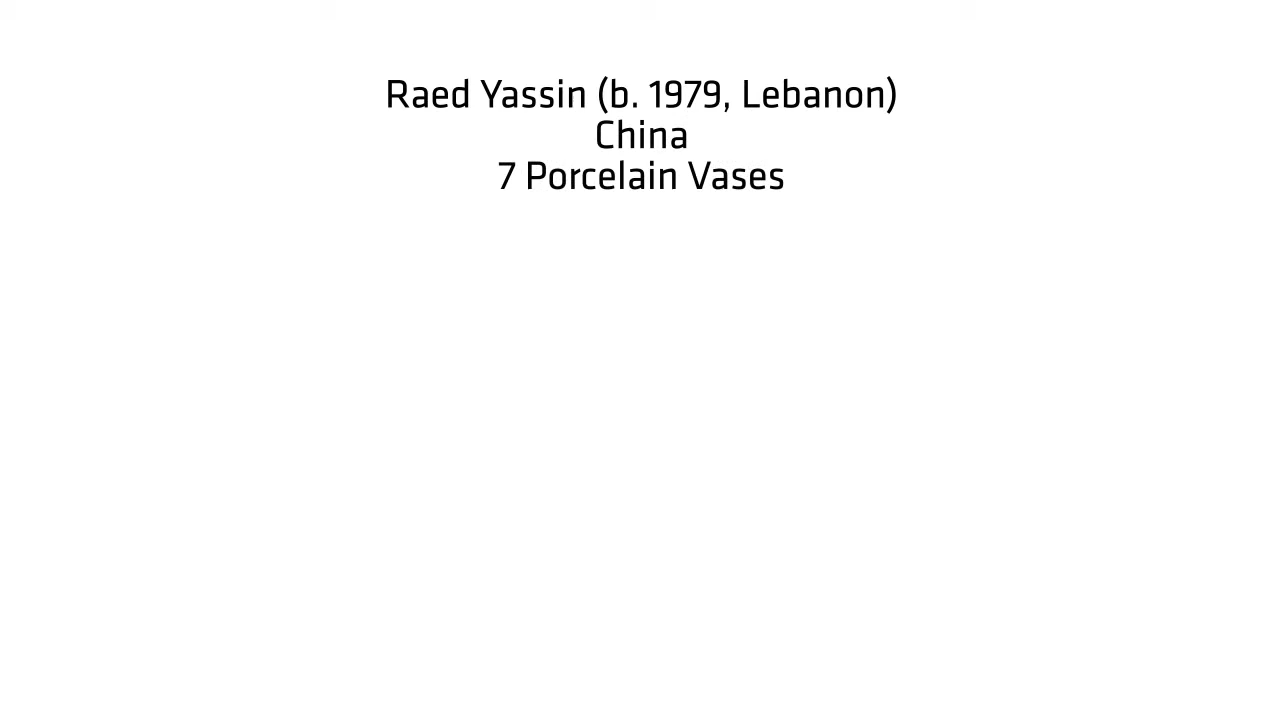 Raed Yassin (b. 1979, Lebanon)
China
7 Porcelain Vases